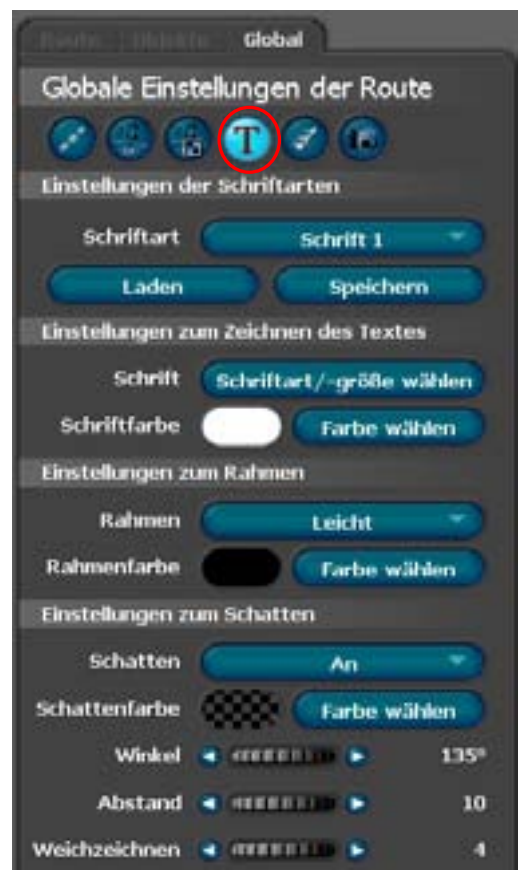 Route Objekte Global
Globale Einstellungen der Route
T
Einstellungen der Schriftarten
Schriftart Schrift 1
Laden Speichern
Einstellungen zum Zeichnen des Textes
Schrift Schriftart/-größe wählen
Schriftfarbe Farbe wählen
Einstellungen zum Rahmen
Rahmen Leicht
Rahmenfarbe Farbe wählen
Einstellungen zum Schatten
Schatten An
Schattenfarbe Farbe wählen
Winkel 135°
Abstand 10
Weichzeichnen 4